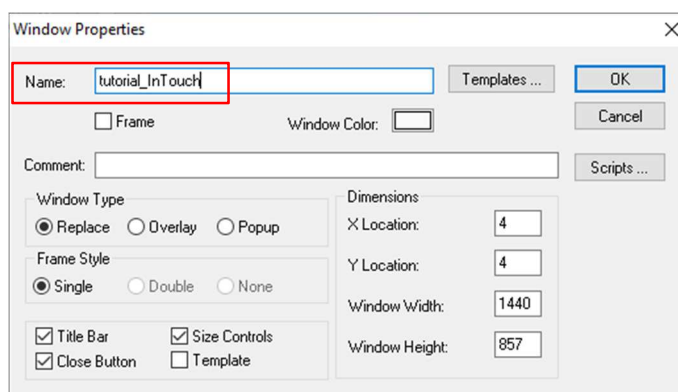 Window Properties
Name: tutorial_InTouch Templates ... OK
Frame Window Color: Cancel
Comment: Scripts ...
Window Type Dimensions
Replace Overlay Popup X Location: 4
Frame Style Y Location: 4
Single Double None Window Width: 1440
Title Bar Size Controls Window Height: 857
Close Button Template